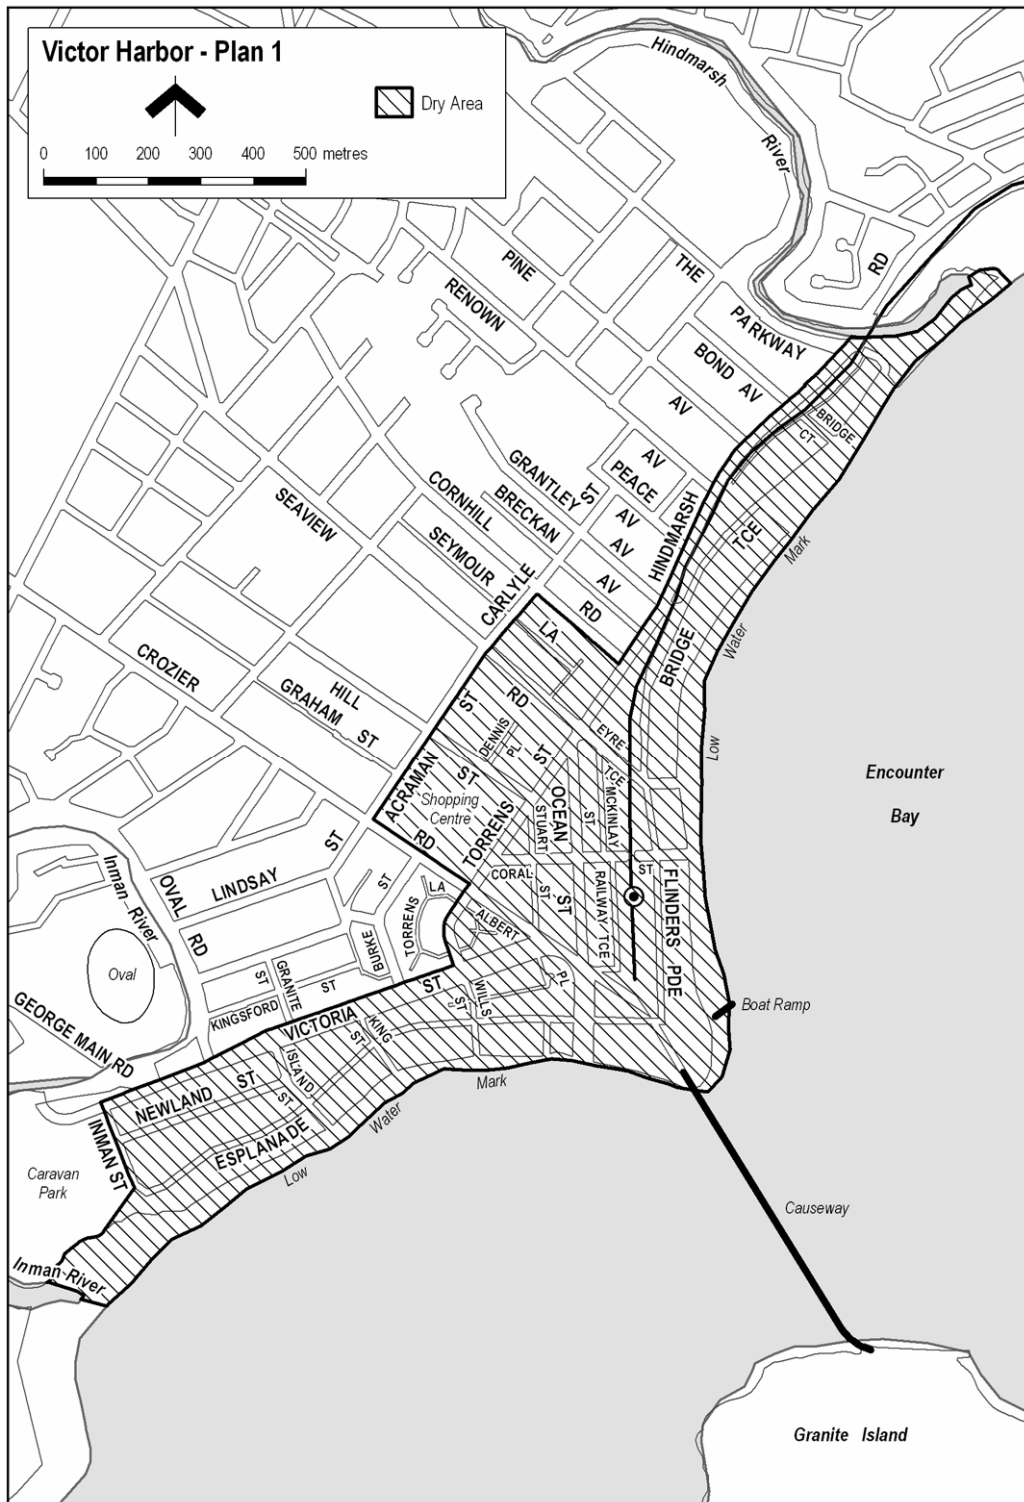 Victor Harbor - Plan 1
Dry Area
0 100 200 300 400 500 metres
Hindmarsh
River
RD
THE
PARKWAY
PINE
RENOWN
BOND AV
AV
BRIDGE
CT
AV
PEACE
GRANTLEY
ST
BRECKAN
AV
AV
CORNHILL
SEYMOUR
SEAVIEW
HINDMARSH
TCE
Mark
Water
Low
CARLYLE
AV
RD
LA
BRIDGE
CROZIER
HILL
GRAHAM ST
RD
ST
DENNIS
PL
ST
EYRE
TCE
Encounter
Bay
ACRAMAN
ST
Shopping
Centre
RD
TORRENS
OCEAN
STUART
ST
MCKINLAY
ST
Inman River
OVAL
RD
LINDSAY
ST
ST
LA
TORRENS
BURKE
CORAL
ST
ST
RAILWAY TCE
FLINDERS
PDE
ALBERT
Oval
ST
GRANITE
ST
KINGSFORD
VICTORIA
ST
ST
WILLS
PL
KING
ST
Boat Ramp
GEORGE MAIN RD
ISLAND
ST
NEWLAND
ST
ESPLANADE
INMAN ST
Mark
Water
Low
Caravan
Park
Inman River
Causeway
Granite Island